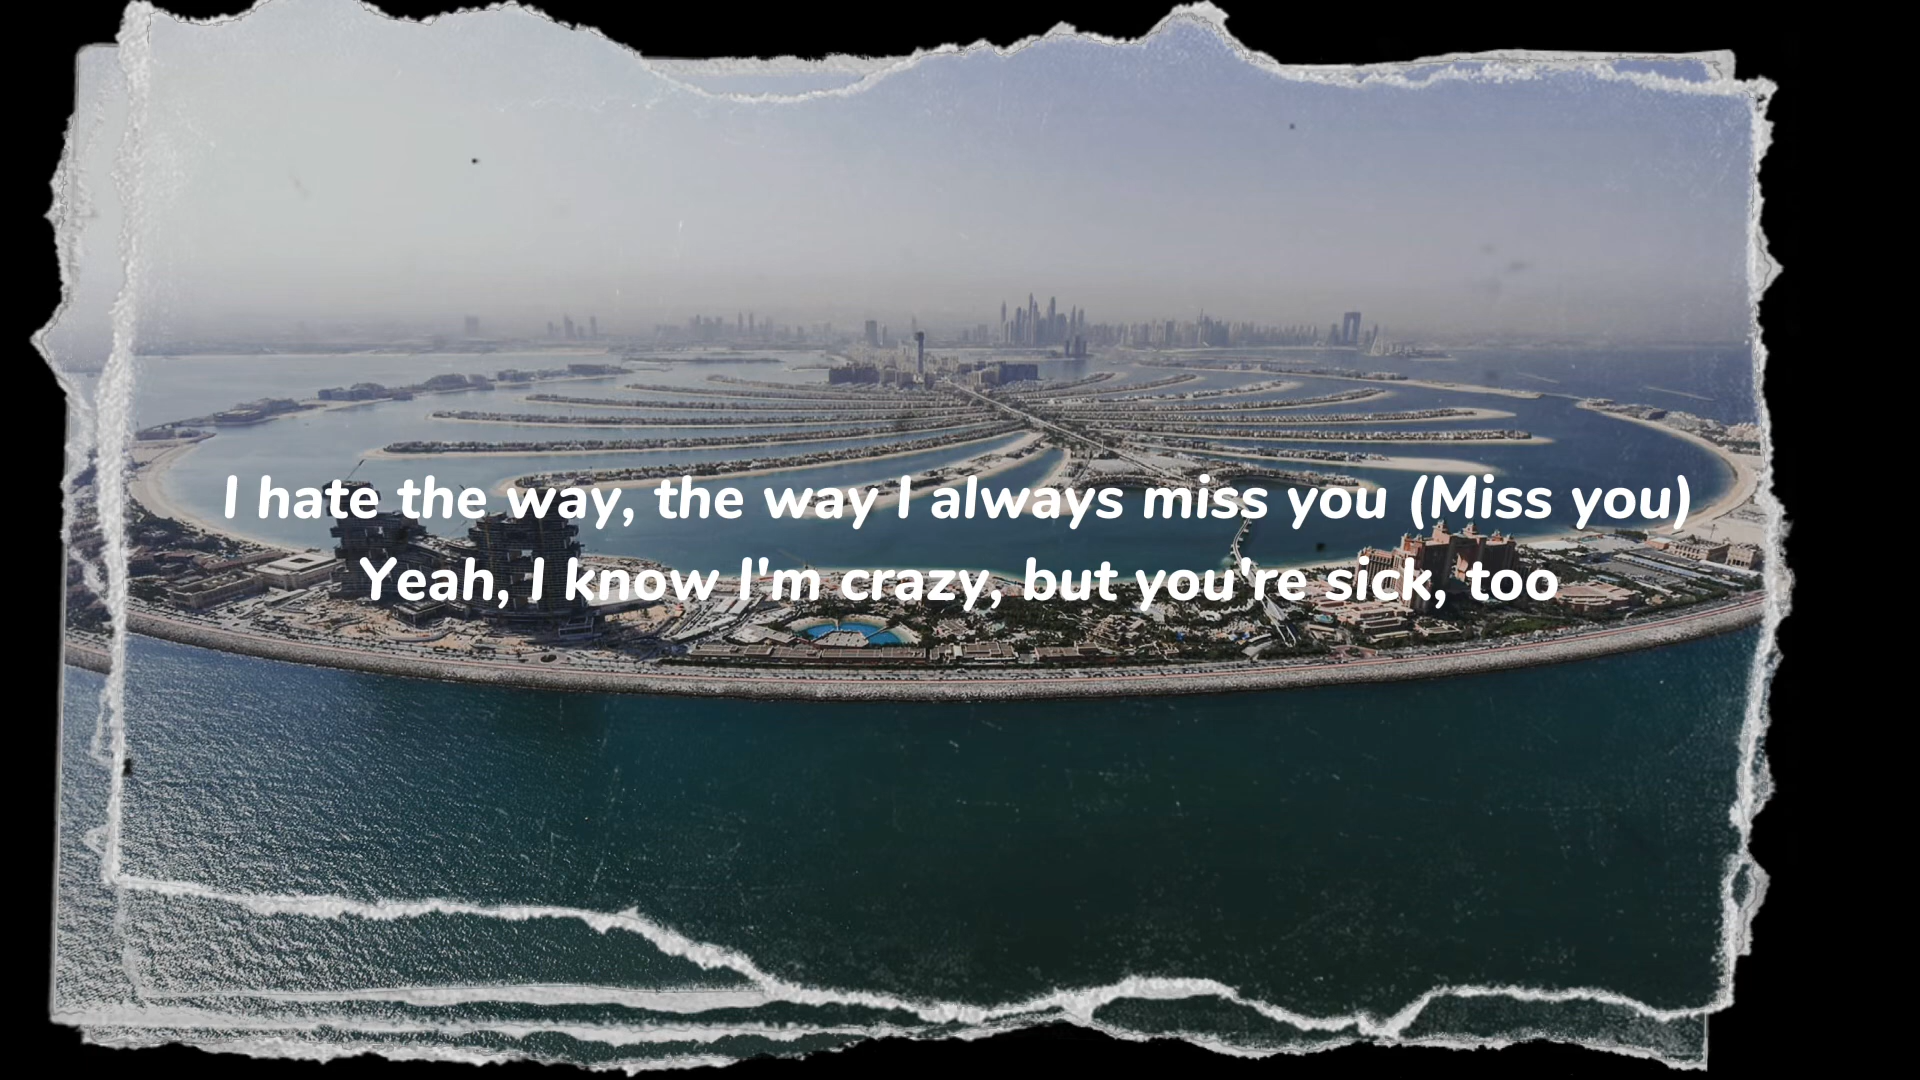 I hate the way, the way I always miss you (Miss you)
Yeah, I know I'm crazy, but you're sick, too